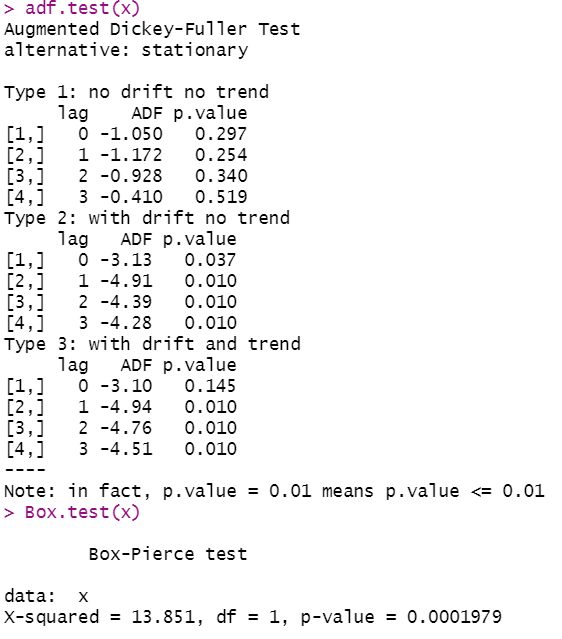 > adf.test(x)
Augmented Dickey-Fuller Test
alternative: stationary

Type 1: no drift no trend
     lag    ADF p.value
[1,]   0 -1.050   0.297
[2,]   1 -1.172   0.254
[3,]   2 -0.928   0.340
[4,]   3 -0.410   0.519
Type 2: with drift no trend
     lag   ADF p.value
[1,]   0 -3.13   0.037
[2,]   1 -4.91   0.010
[3,]   2 -4.39   0.010
[4,]   3 -4.28   0.010
Type 3: with drift and trend
     lag   ADF p.value
[1,]   0 -3.10   0.145
[2,]   1 -4.94   0.010
[3,]   2 -4.76   0.010
[4,]   3 -4.51   0.010
----
Note: in fact, p.value = 0.01 means p.value <= 0.01
> Box.test(x)

        Box-Pierce test

data:  x
X-squared = 13.851, df = 1, p-value = 0.0001979